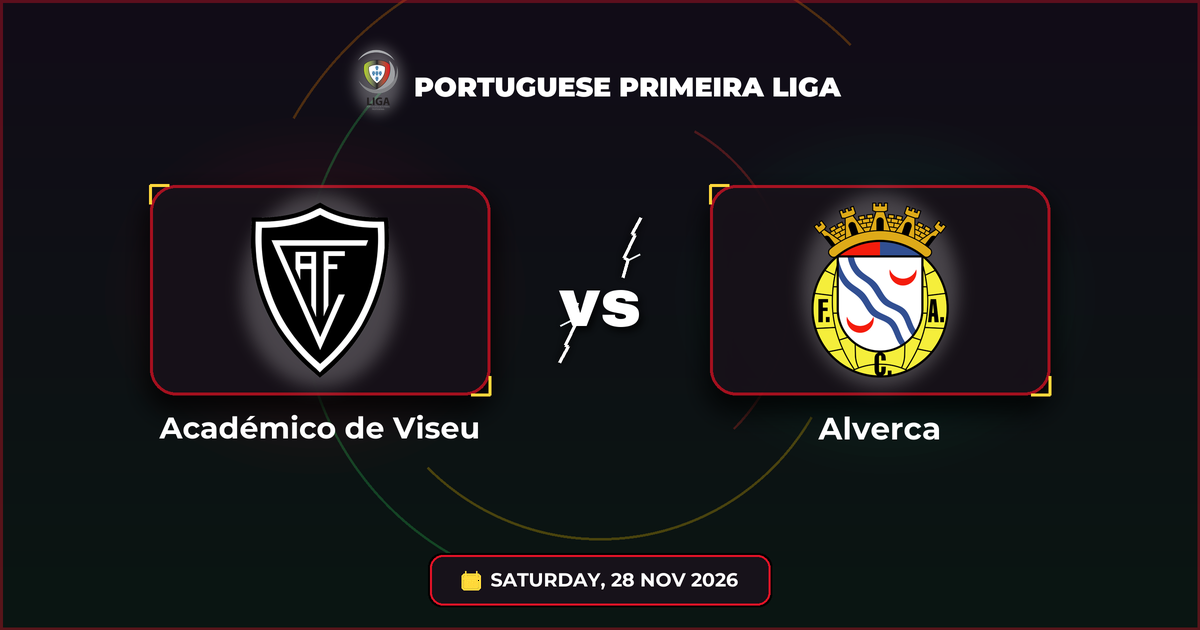 LIGA
PORTUGUESE PRIMEIRA LIGA
AF
VS
F. A.
C.
Académico de Viseu
Alverca
SATURDAY, 28 NOV 2026